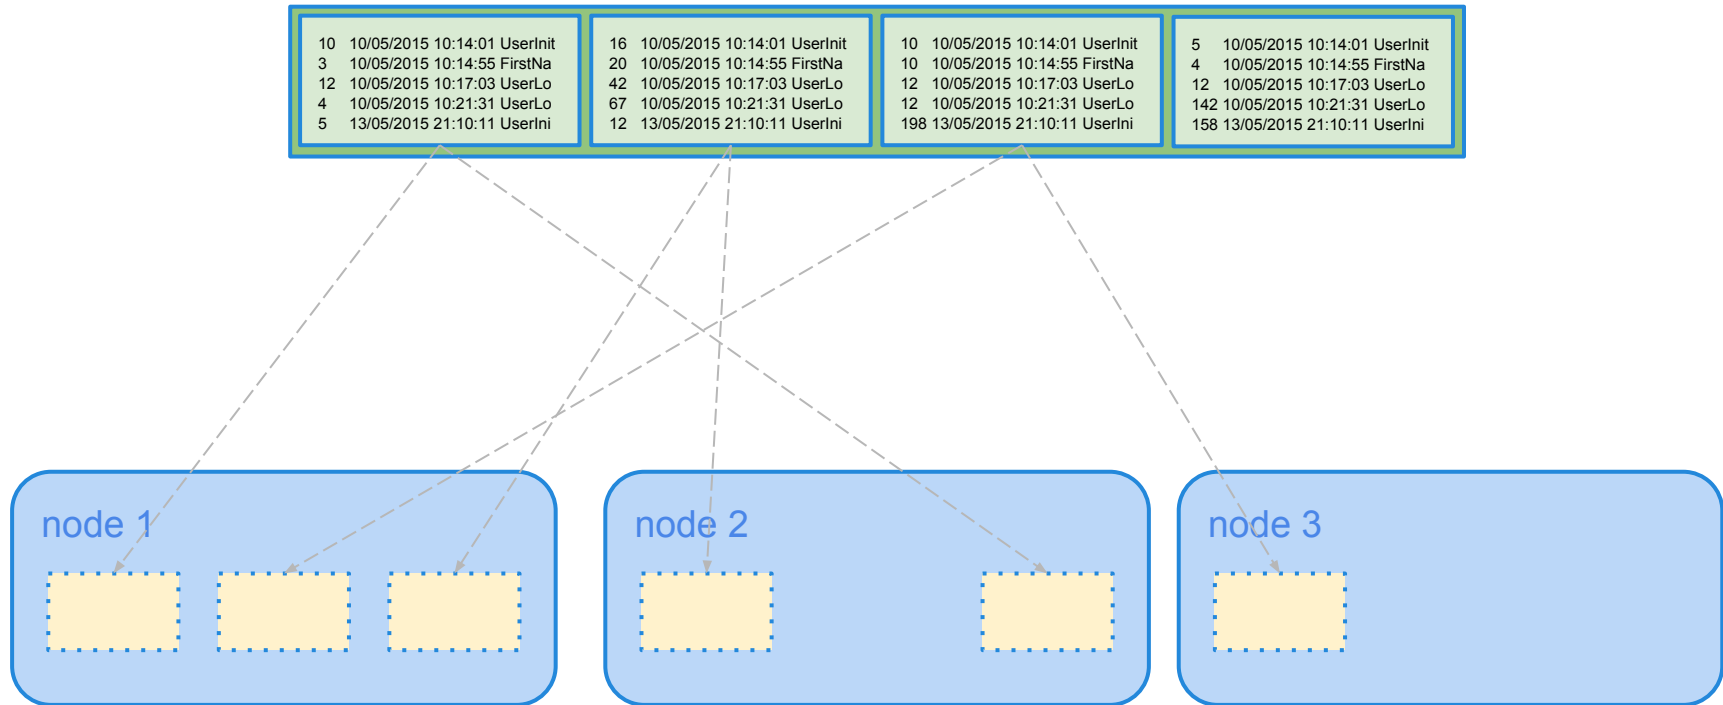 10 10/05/2015 10:14:01 UserInit
3 10/05/2015 10:14:55 FirstNa
12 10/05/2015 10:17:03 UserLo
4 10/05/2015 10:21:31 UserLo
5 13/05/2015 21:10:11 UserIni
16 10/05/2015 10:14:01 UserInit
20 10/05/2015 10:14:55 FirstNa
42 10/05/2015 10:17:03 UserLo
67 10/05/2015 10:21:31 UserLo
12 13/05/2015 21:10:11 UserIni
10 10/05/2015 10:14:01 UserInit
10 10/05/2015 10:14:55 FirstNa
12 10/05/2015 10:17:03 UserLo
12 10/05/2015 10:21:31 UserLo
198 13/05/2015 21:10:11 UserIni
5 10/05/2015 10:14:01 UserInit
4 10/05/2015 10:14:55 FirstNa
12 10/05/2015 10:17:03 UserLo
142 10/05/2015 10:21:31 UserLo
158 13/05/2015 21:10:11 UserIni
node 1
node 2
node 3